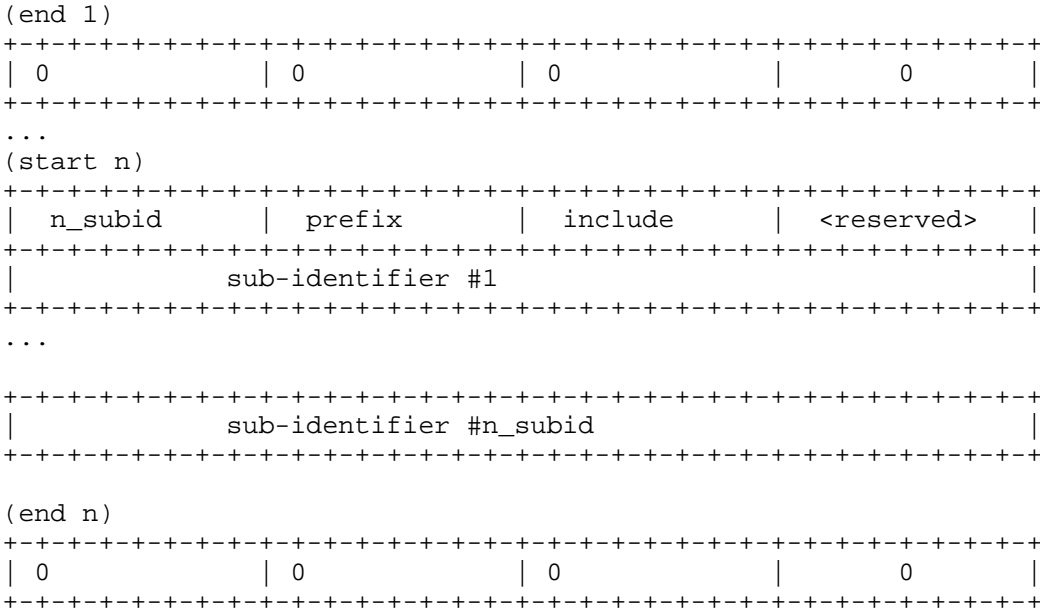 (end 1)
+-+-+-+-+-+-+-+-+-+-+-+-+-+-+-+-+-+-+-+-+-+-+-+-+-+-+-+-+-+-+-+-+
| 0             | 0             | 0             |       0       |
+-+-+-+-+-+-+-+-+-+-+-+-+-+-+-+-+-+-+-+-+-+-+-+-+-+-+-+-+-+-+-+-+
...
(start n)
+-+-+-+-+-+-+-+-+-+-+-+-+-+-+-+-+-+-+-+-+-+-+-+-+-+-+-+-+-+-+-+-+
|  n_subid      |  prefix       |  include      |  <reserved>   |
+-+-+-+-+-+-+-+-+-+-+-+-+-+-+-+-+-+-+-+-+-+-+-+-+-+-+-+-+-+-+-+-+
|             sub-identifier #1                                 |
+-+-+-+-+-+-+-+-+-+-+-+-+-+-+-+-+-+-+-+-+-+-+-+-+-+-+-+-+-+-+-+-+
...
+-+-+-+-+-+-+-+-+-+-+-+-+-+-+-+-+-+-+-+-+-+-+-+-+-+-+-+-+-+-+-+-+
|             sub-identifier #n_subid                           |
+-+-+-+-+-+-+-+-+-+-+-+-+-+-+-+-+-+-+-+-+-+-+-+-+-+-+-+-+-+-+-+-+
(end n)
+-+-+-+-+-+-+-+-+-+-+-+-+-+-+-+-+-+-+-+-+-+-+-+-+-+-+-+-+-+-+-+-+
| 0             | 0             | 0             |       0       |
+-+-+-+-+-+-+-+-+-+-+-+-+-+-+-+-+-+-+-+-+-+-+-+-+-+-+-+-+-+-+-+-+